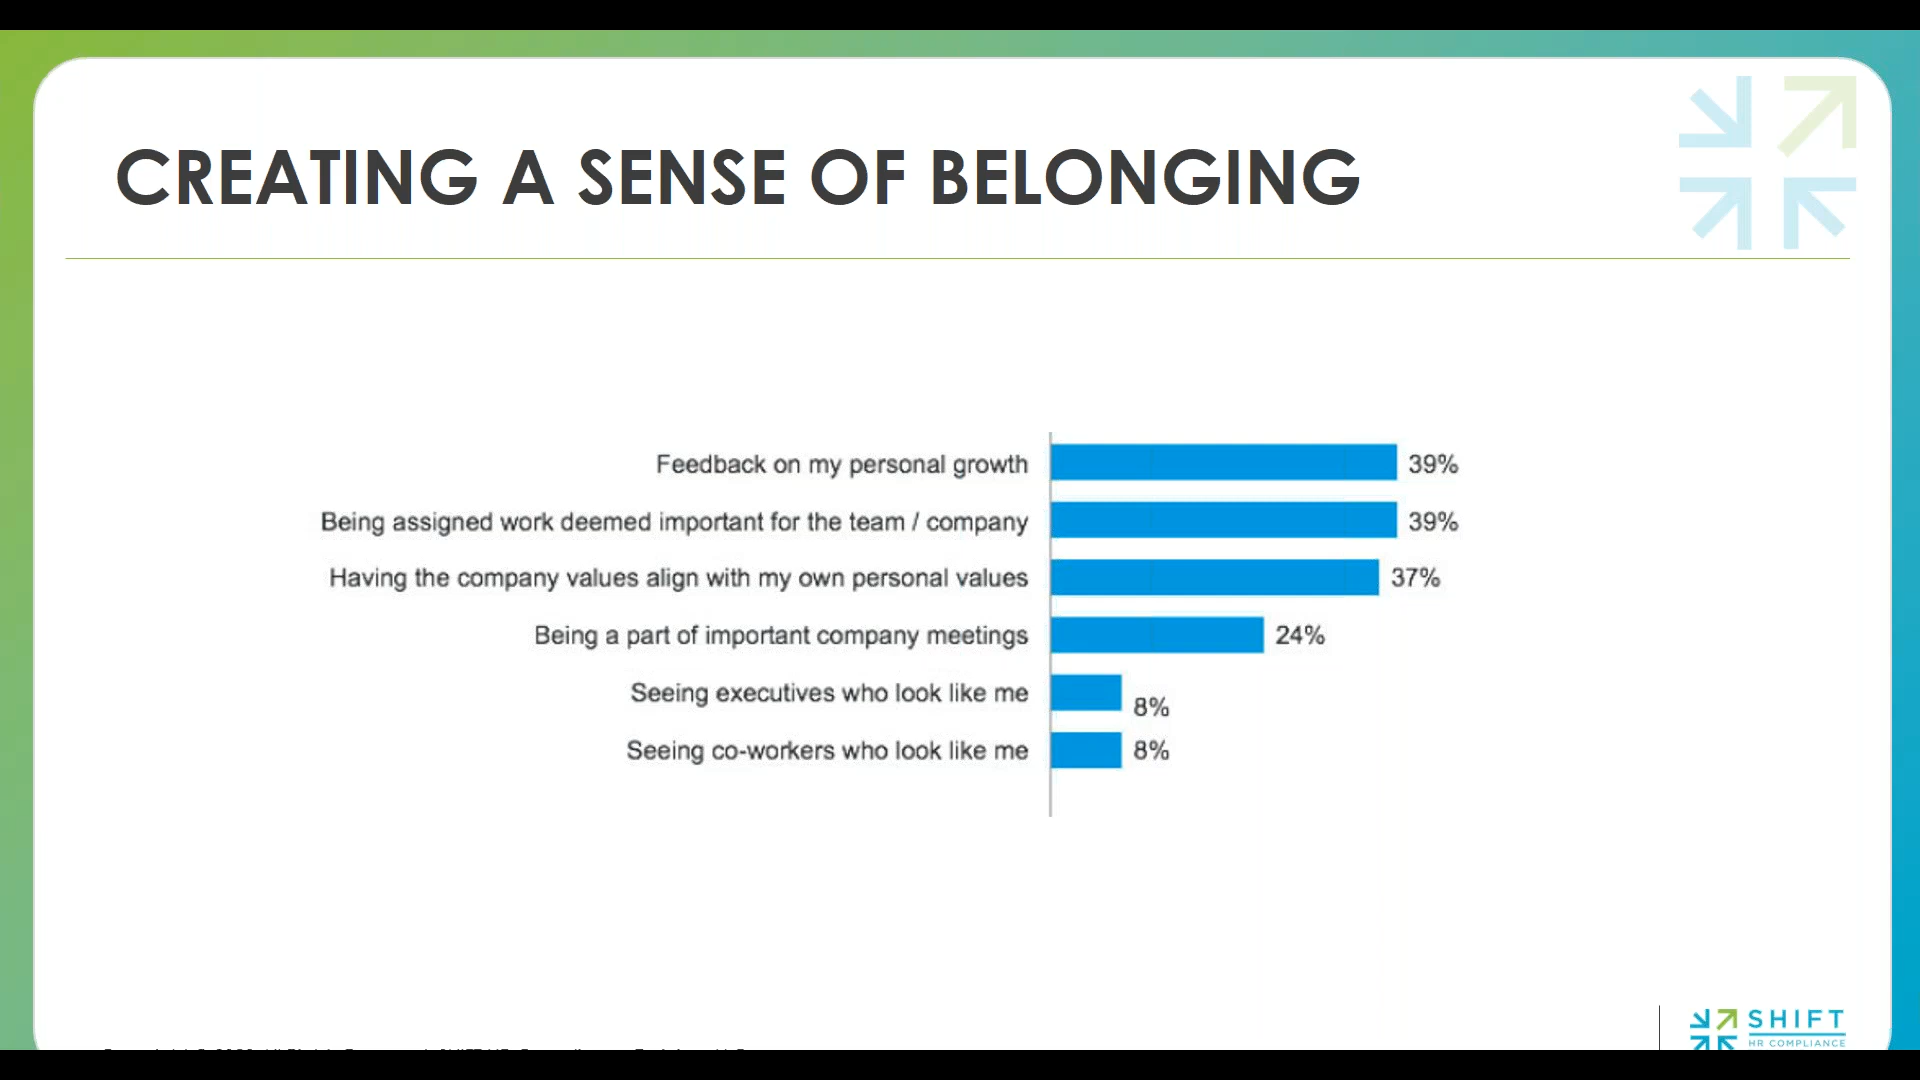 CREATING A SENSE OF BELONGING
Feedback on my personal growth 39%
Being assigned work deemed important for the team / company 39%
Having the company values align with my own personal values 37%
Being a part of important company meetings 24%
Seeing executives who look like me 8%
Seeing co-workers who look like me 8%
SHIFT
HR COMPLIANCE